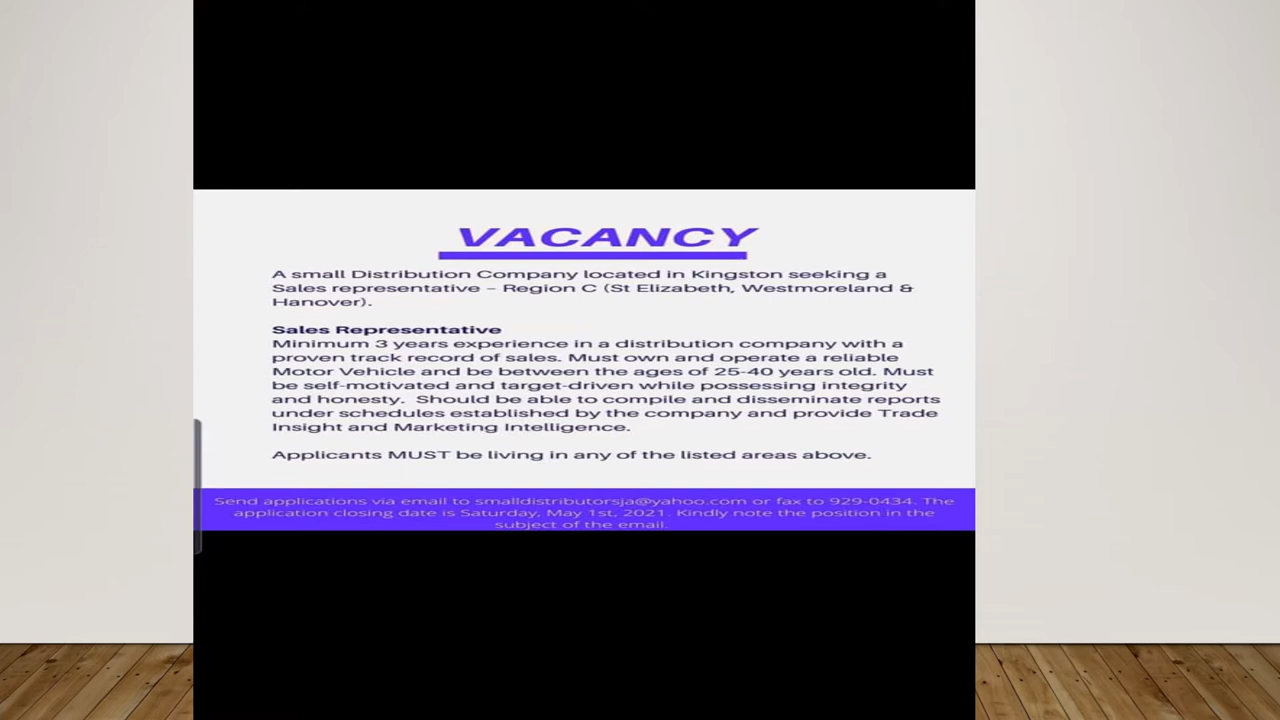 VACANCY
A small Distribution Company located in Kingston seeking a
Sales representative – Region C (St Elizabeth, Westmoreland &
Hanover).
Sales Representative
Minimum 3 years experience in a distribution company with a
proven track record of sales. Must own and operate a reliable
Motor Vehicle and be between the ages of 25-40 years old. Must
be self-motivated and target-driven while possessing integrity
and honesty.  Should be able to compile and disseminate reports
under schedules established by the company and provide Trade
Insight and Marketing Intelligence.
Applicants MUST be living in any of the listed areas above.
Send applications via email to smalldistributorsja@yahoo.com or fax to 929-0434. The
application closing date is Saturday, May 1st, 2021. Kindly note the position in the
subject of the email.